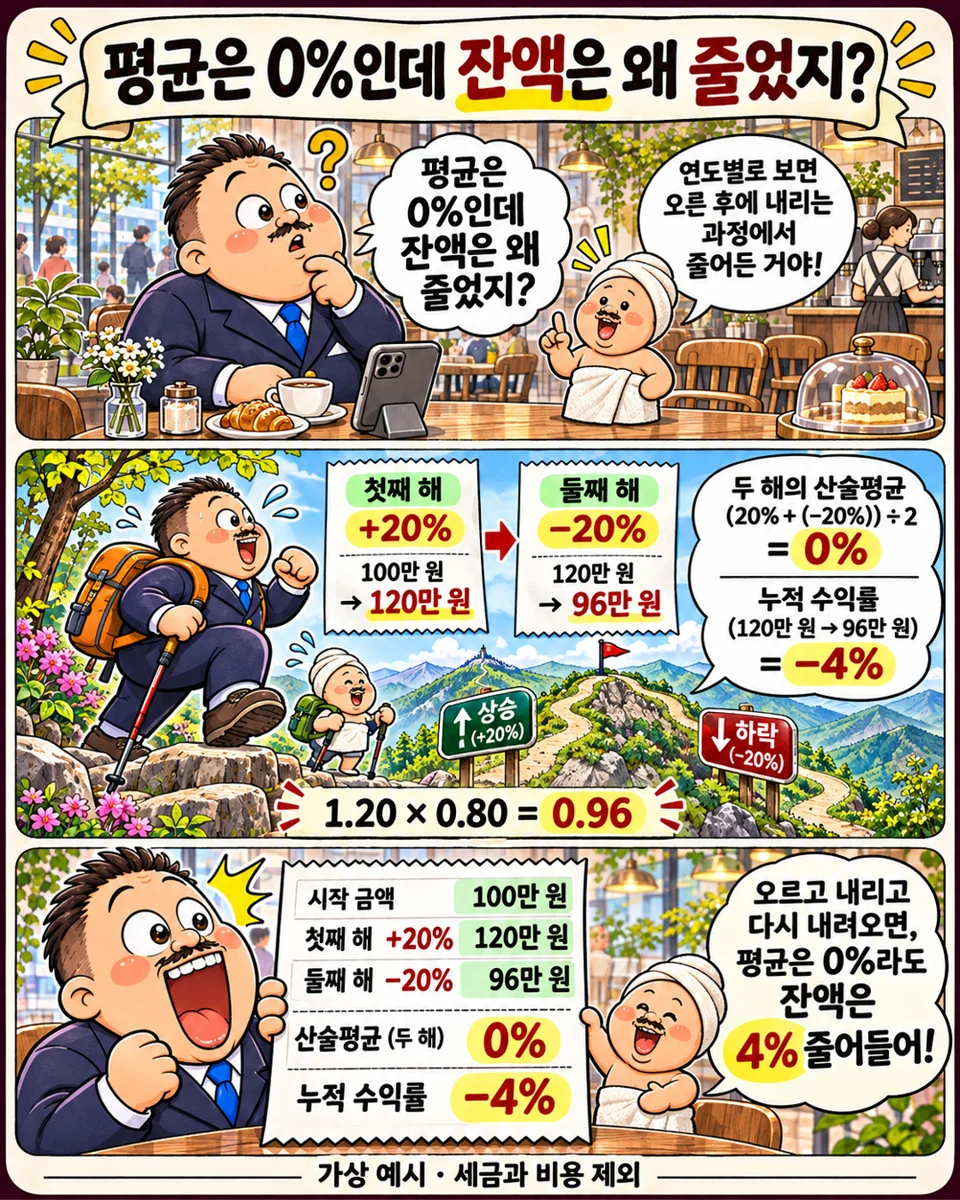 평균은 0%인데 잔액은 왜 줄었지?
?
평균은
0%인데
잔액은 왜
줄었지?
연도별로 보면
오른 후에 내리는
과정에서
줄어든 거야!
첫째 해
+20%
100만 원
→ 120만 원
둘째 해
−20%
120만 원
→ 96만 원
두 해의 산술평균
(20% + (−20%)) ÷ 2
= 0%
누적 수익률
(120만 원 → 96만 원)
= −4%
↑ 상승
(+20%)
↓ 하락
(−20%)
1.20 × 0.80 = 0.96
시작 금액 100만 원
첫째 해 +20% 120만 원
둘째 해 −20% 96만 원
산술평균 (두 해) 0%
누적 수익률 −4%
오르고 내리고
다시 내려오면,
평균은 0%라도
잔액은
4% 줄어들어!
가상 예시 · 세금과 비용 제외